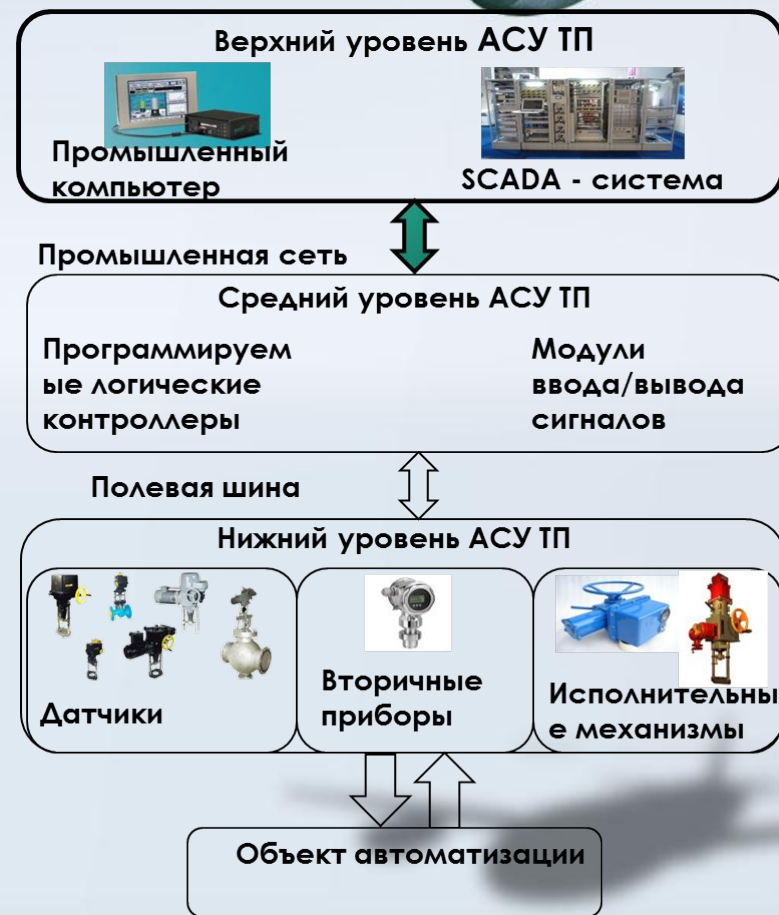 Верхний уровень АСУ ТП
Промышленный
компьютер
SCADA - система
Промышленная сеть
Средний уровень АСУ ТП
Программируем
ые логические
контроллеры
Модули
ввода/вывода
сигналов
Полевая шина
Нижний уровень АСУ ТП
Датчики
Вторичные
приборы
Исполнительны
е механизмы
Объект автоматизации